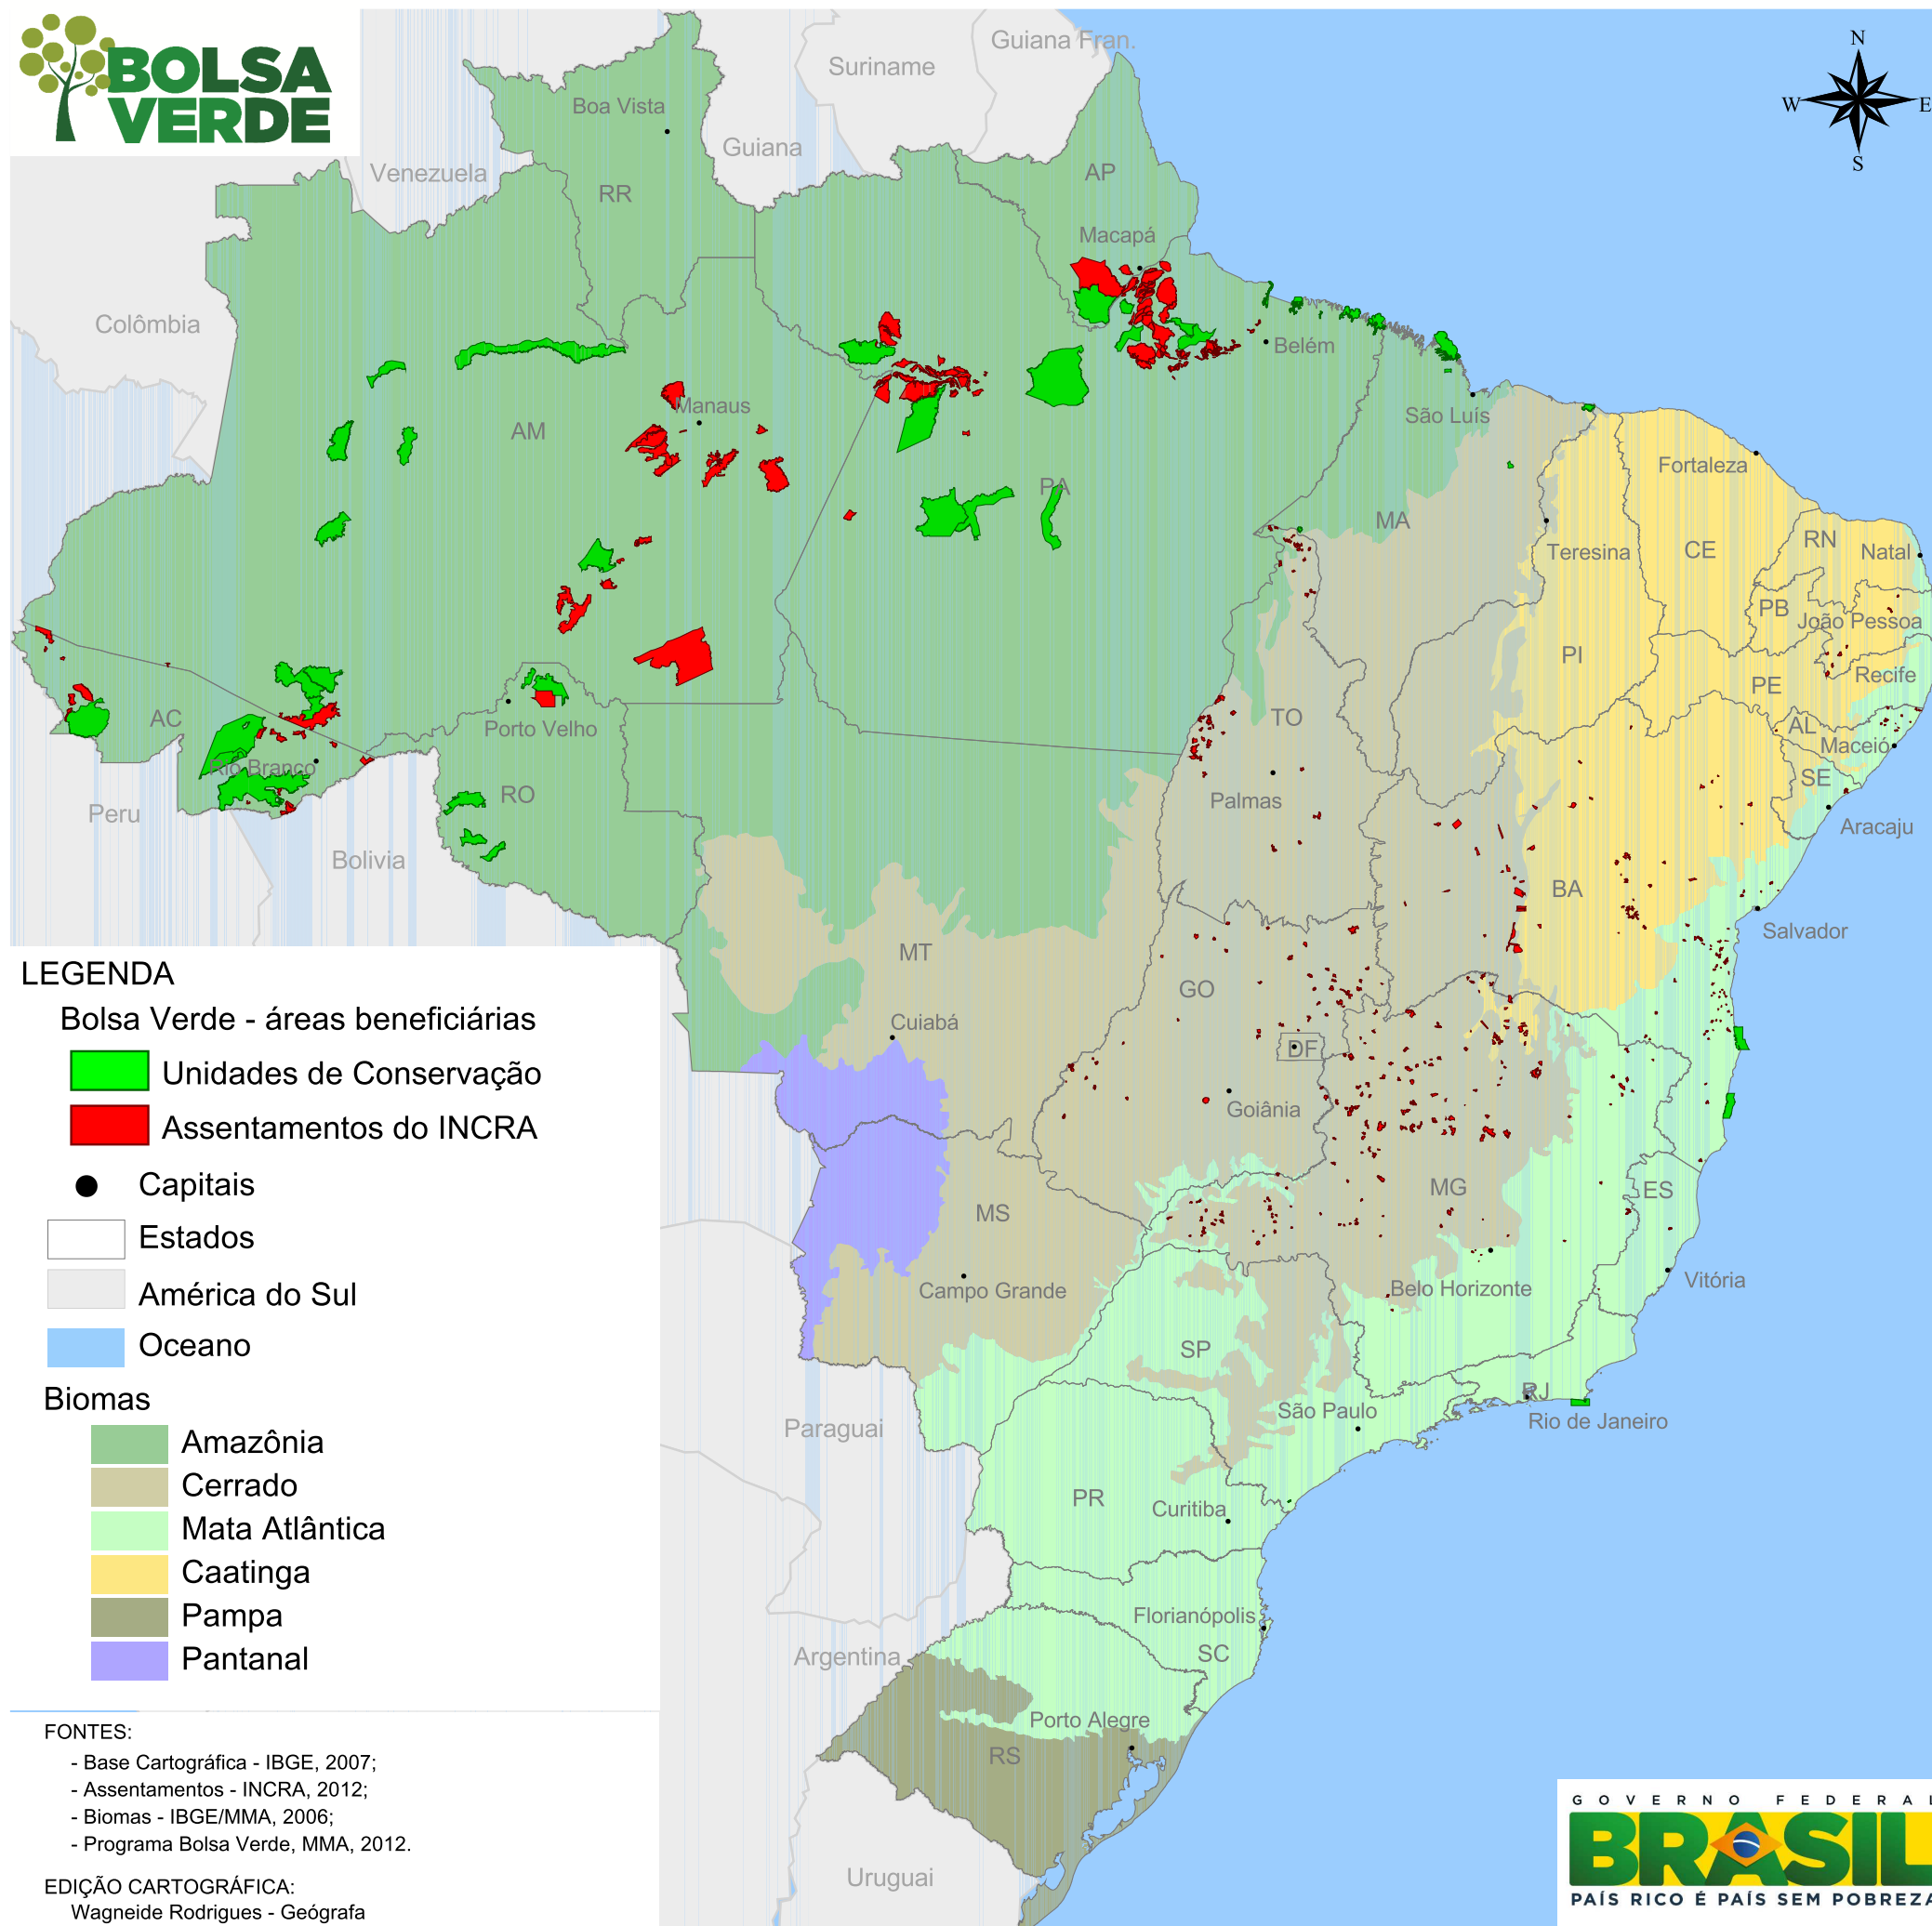 BOLSA
VERDE
Guiana Fran.
Suriname
Guiana
Venezuela
Colômbia
Peru
Bolivia
Paraguai
Argentina
Uruguai
N
W
E
S
Boa Vista
RR
AP
Macapá
Belém
Manaus
AM
PA
São Luís
MA
Fortaleza
Teresina
CE
RN
Natal
PB
João Pessoa
Recife
PI
PE
AL
Maceió
SE
Aracaju
TO
Palmas
AC
Rio Branco
Porto Velho
RO
BA
Salvador
MT
Cuiabá
GO
DF
Goiânia
MG
Belo Horizonte
ES
Vitória
MS
Campo Grande
SP
São Paulo
RJ
Rio de Janeiro
PR
Curitiba
Florianópolis
SC
Porto Alegre
RS
LEGENDA
Bolsa Verde - áreas beneficiárias
Unidades de Conservação
Assentamentos do INCRA
Capitais
Estados
América do Sul
Oceano
Biomas
Amazônia
Cerrado
Mata Atlântica
Caatinga
Pampa
Pantanal
FONTES:
- Base Cartográfica - IBGE, 2007;
- Assentamentos - INCRA, 2012;
- Biomas - IBGE/MMA, 2006;
- Programa Bolsa Verde, MMA, 2012.
EDIÇÃO CARTOGRÁFICA:
Wagneide Rodrigues - Geógrafa
GOVERNO FEDERAL
BRASIL
PAÍS RICO É PAÍS SEM POBREZA